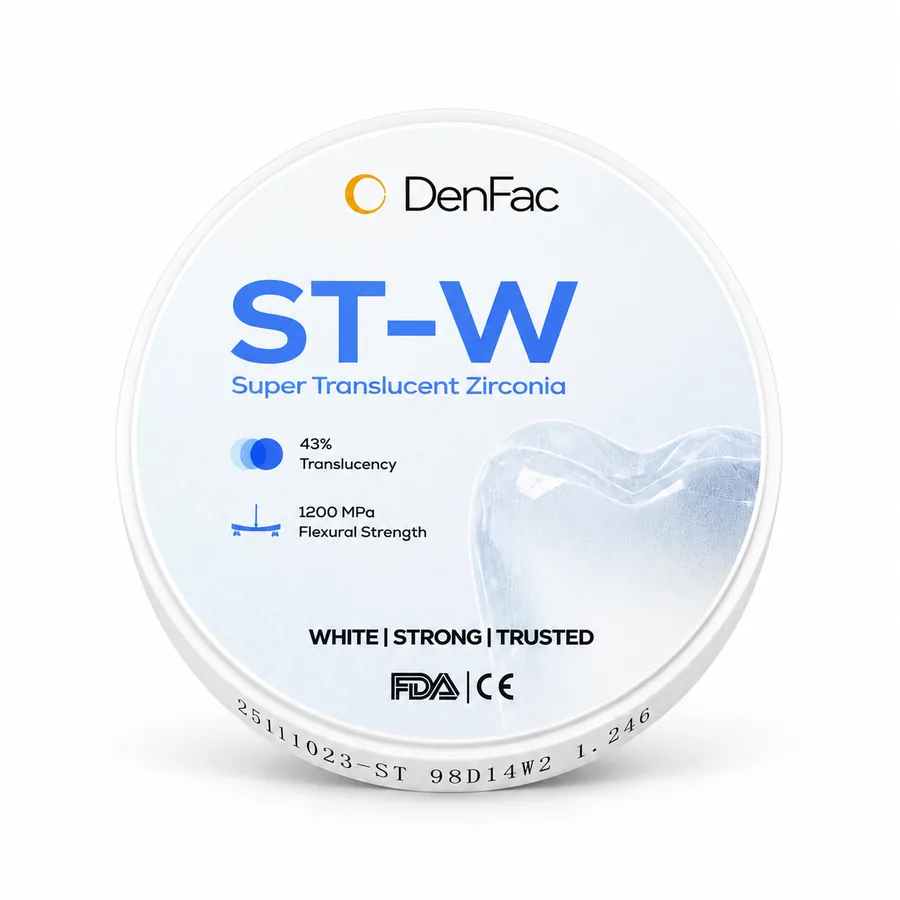 DenFac
ST-W
Super Translucent Zirconia
43%
Translucency
1200 MPa
Flexural Strength
WHITE | STRONG | TRUSTED
FDA | CE
25111023-ST 98D14W2 1.246